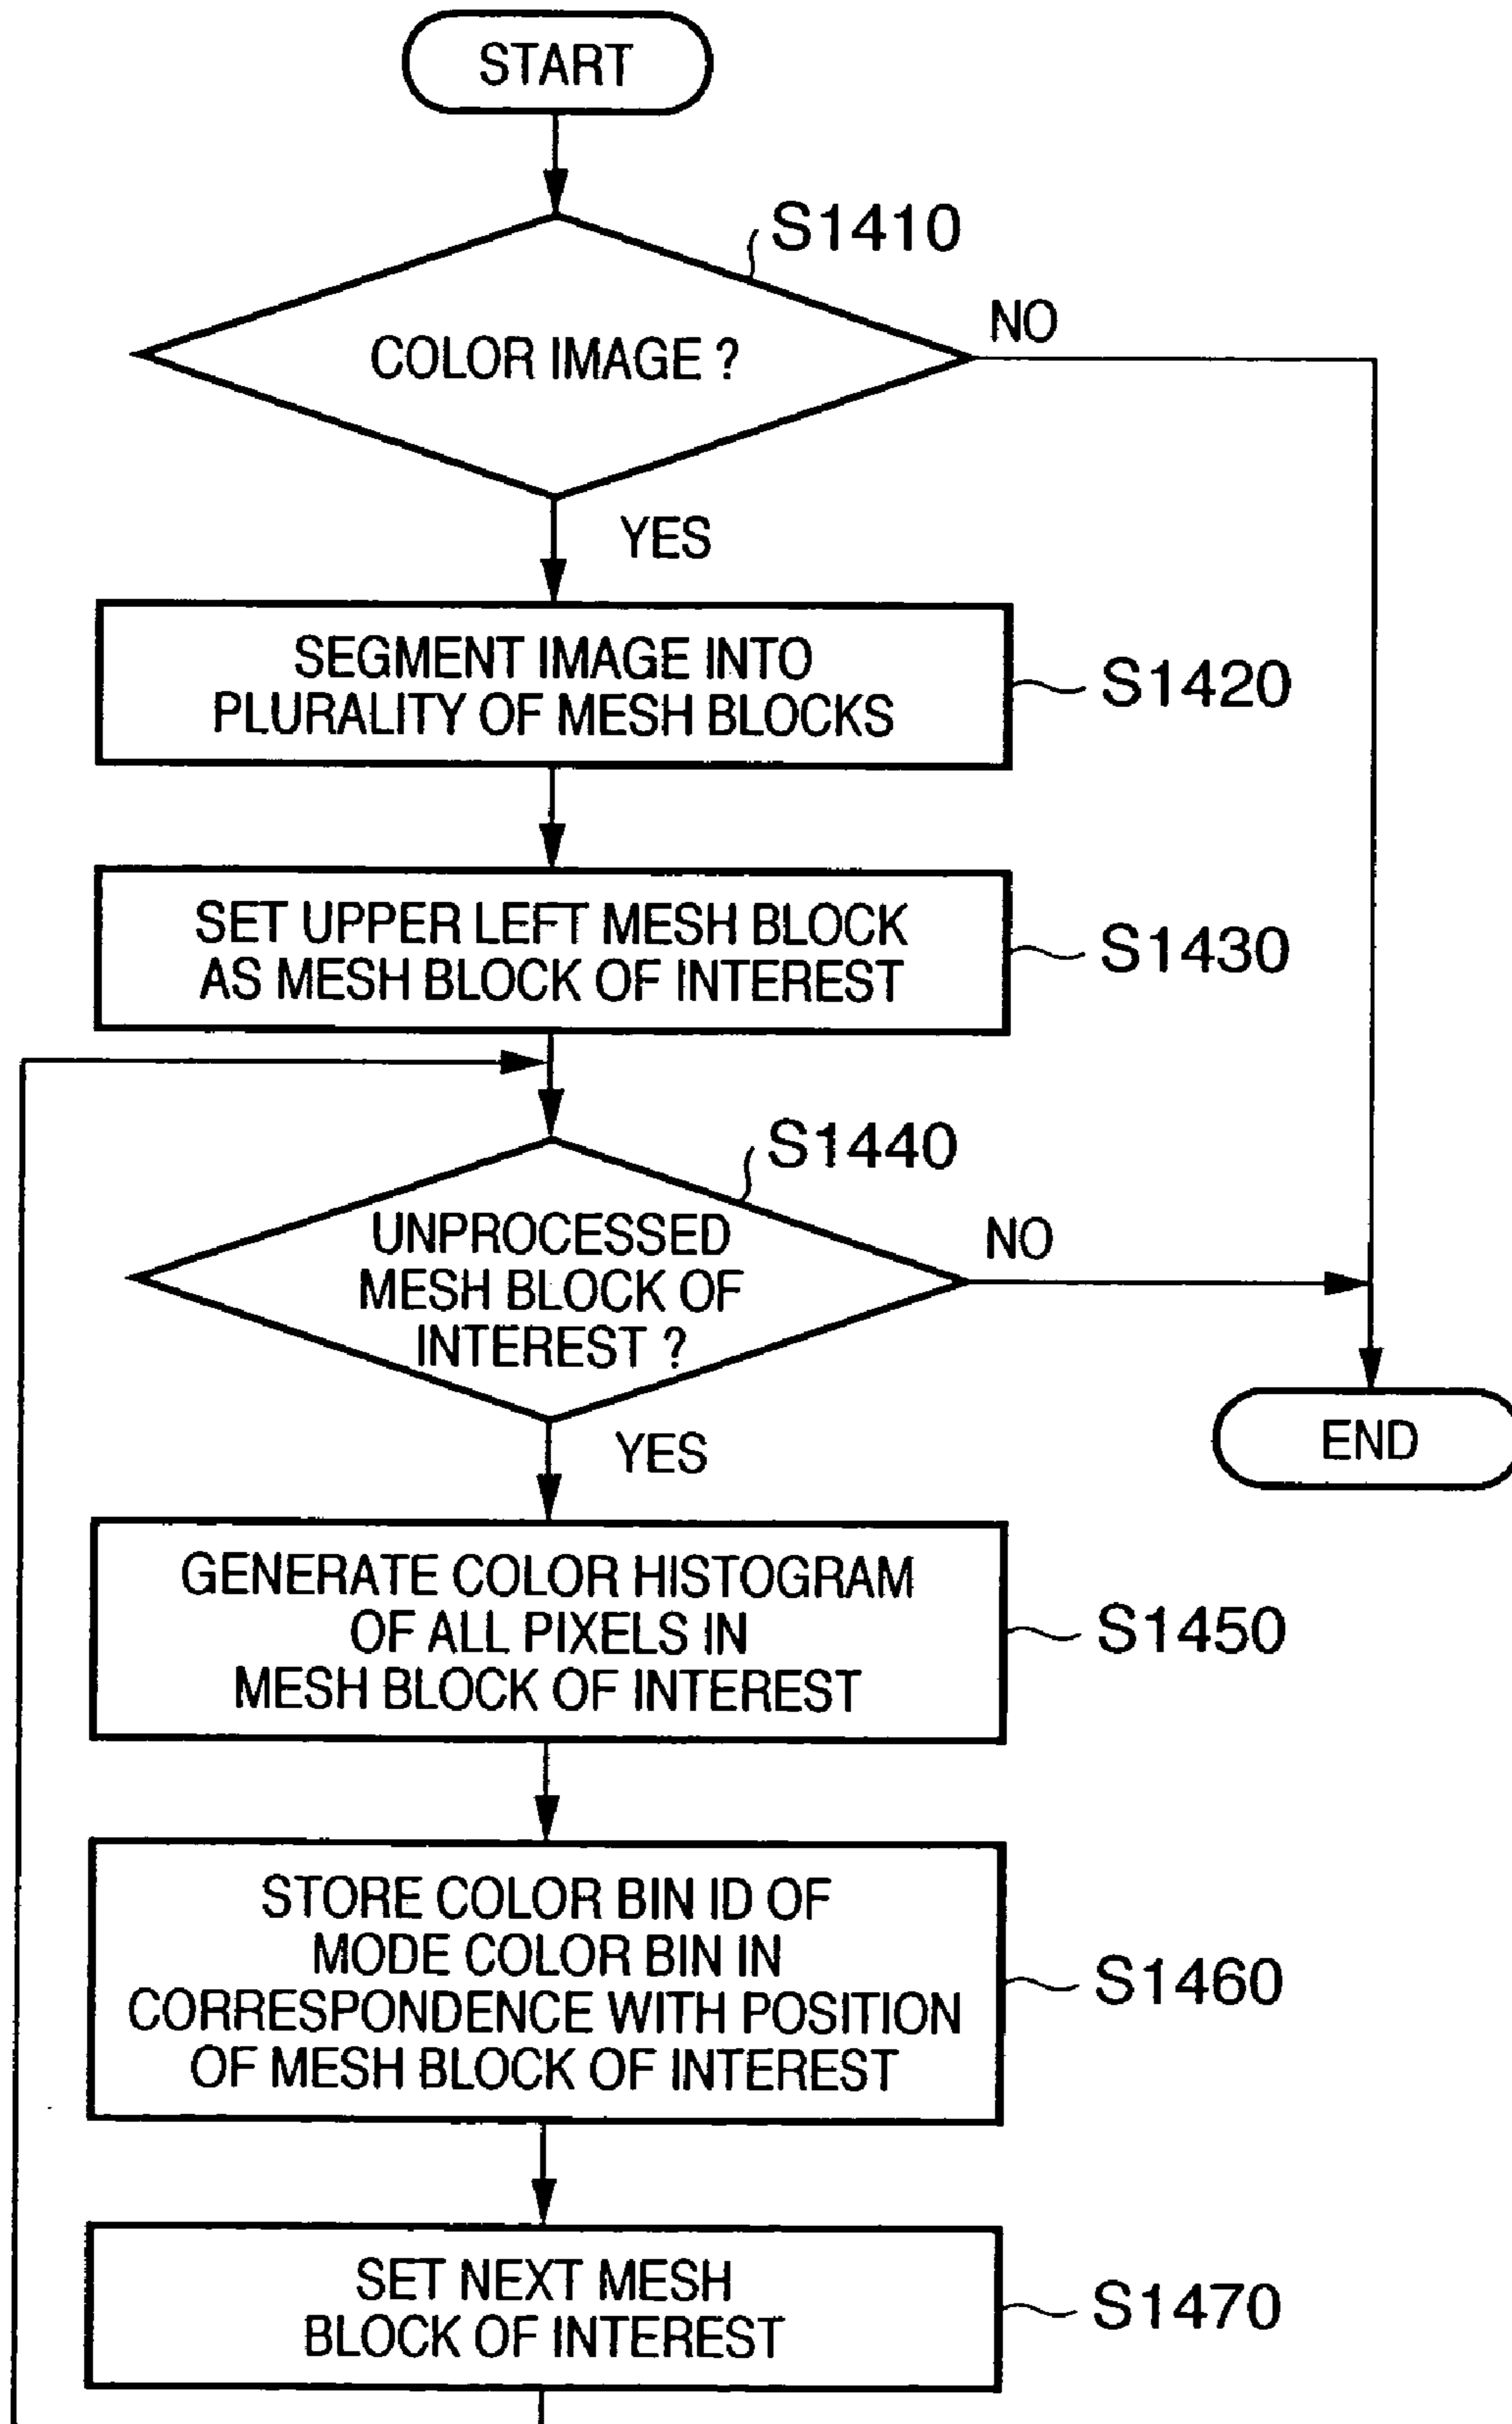 START
S1410
COLOR IMAGE ?
NO
YES
SEGMENT IMAGE INTO
PLURALITY OF MESH BLOCKS
S1420
SET UPPER LEFT MESH BLOCK
AS MESH BLOCK OF INTEREST
S1430
S1440
UNPROCESSED
MESH BLOCK OF
INTEREST ?
NO
END
YES
GENERATE COLOR HISTOGRAM
OF ALL PIXELS IN
MESH BLOCK OF INTEREST
S1450
STORE COLOR BIN ID OF
MODE COLOR BIN IN
CORRESPONDENCE WITH POSITION
OF MESH BLOCK OF INTEREST
S1460
SET NEXT MESH
BLOCK OF INTEREST
S1470